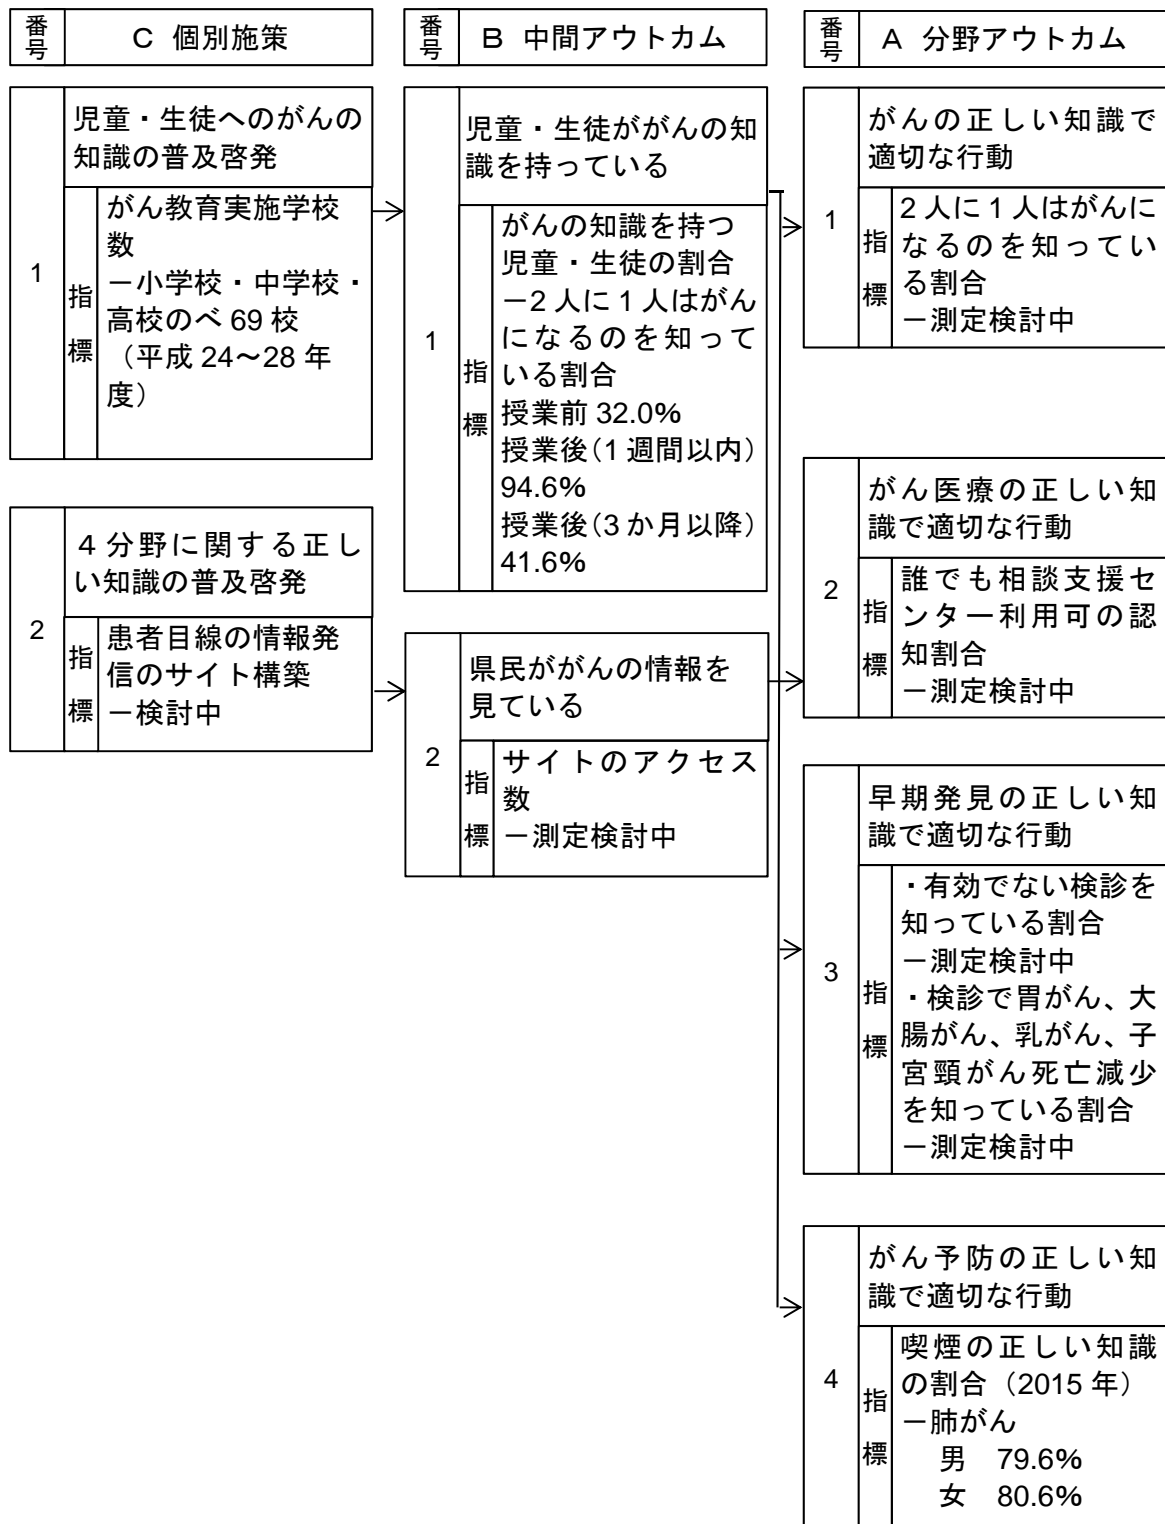 番号
C 個別施策
番号
B 中間アウトカム
番号
A 分野アウトカム
1
児童・生徒へのがんの
知識の普及啓発
指標
がん教育実施学校
数
－小学校・中学校・
高校のべ 69 校
（平成 24～28 年
度）
2
４分野に関する正し
い知識の普及啓発
指標
患者目線の情報発
信のサイト構築
－検討中
1
児童・生徒ががんの知
識を持っている
指標
がんの知識を持つ
児童・生徒の割合
－2 人に 1 人はがん
になるのを知って
いる割合
授業前 32.0%
授業後（1 週間以内）
94.6%
授業後（3 か月以降）
41.6%
2
県民ががんの情報を
見ている
指標
サイトのアクセス
数
－測定検討中
1
がんの正しい知識で
適切な行動
指標
2 人に 1 人はがんに
なるのを知ってい
る割合
－測定検討中
2
がん医療の正しい知
識で適切な行動
指標
誰でも相談支援セ
ンター利用可の認
知割合
－測定検討中
3
早期発見の正しい知
識で適切な行動
指標
・有効でない検診を
知っている割合
－測定検討中
・検診で胃がん、大
腸がん、乳がん、子
宮頸がん死亡減少
を知っている割合
－測定検討中
4
がん予防の正しい知
識で適切な行動
指標
喫煙の正しい知識
の割合（2015 年）
－肺がん
男 79.6%
女 80.6%